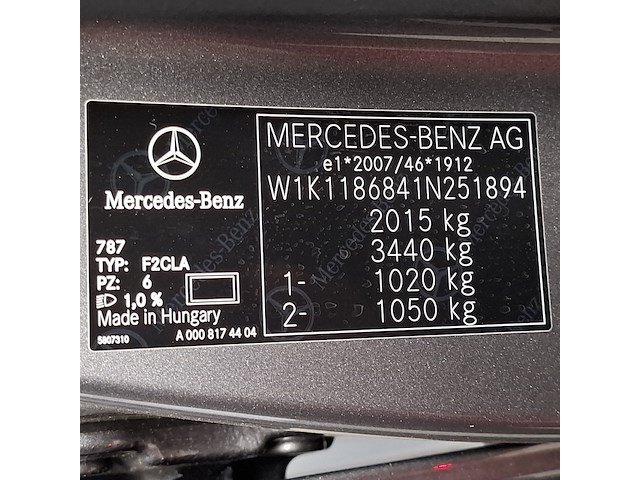 Mercedes-Benz
787
TYP: F2CLA
PZ: 6
1,0 %
Made in Hungary
5807310
A 000 817 44 04
MERCEDES-BENZ AG
e1*2007/46*1912
W1K1186841N251894
2015 kg
3440 kg
1- 1020 kg
2- 1050 kg